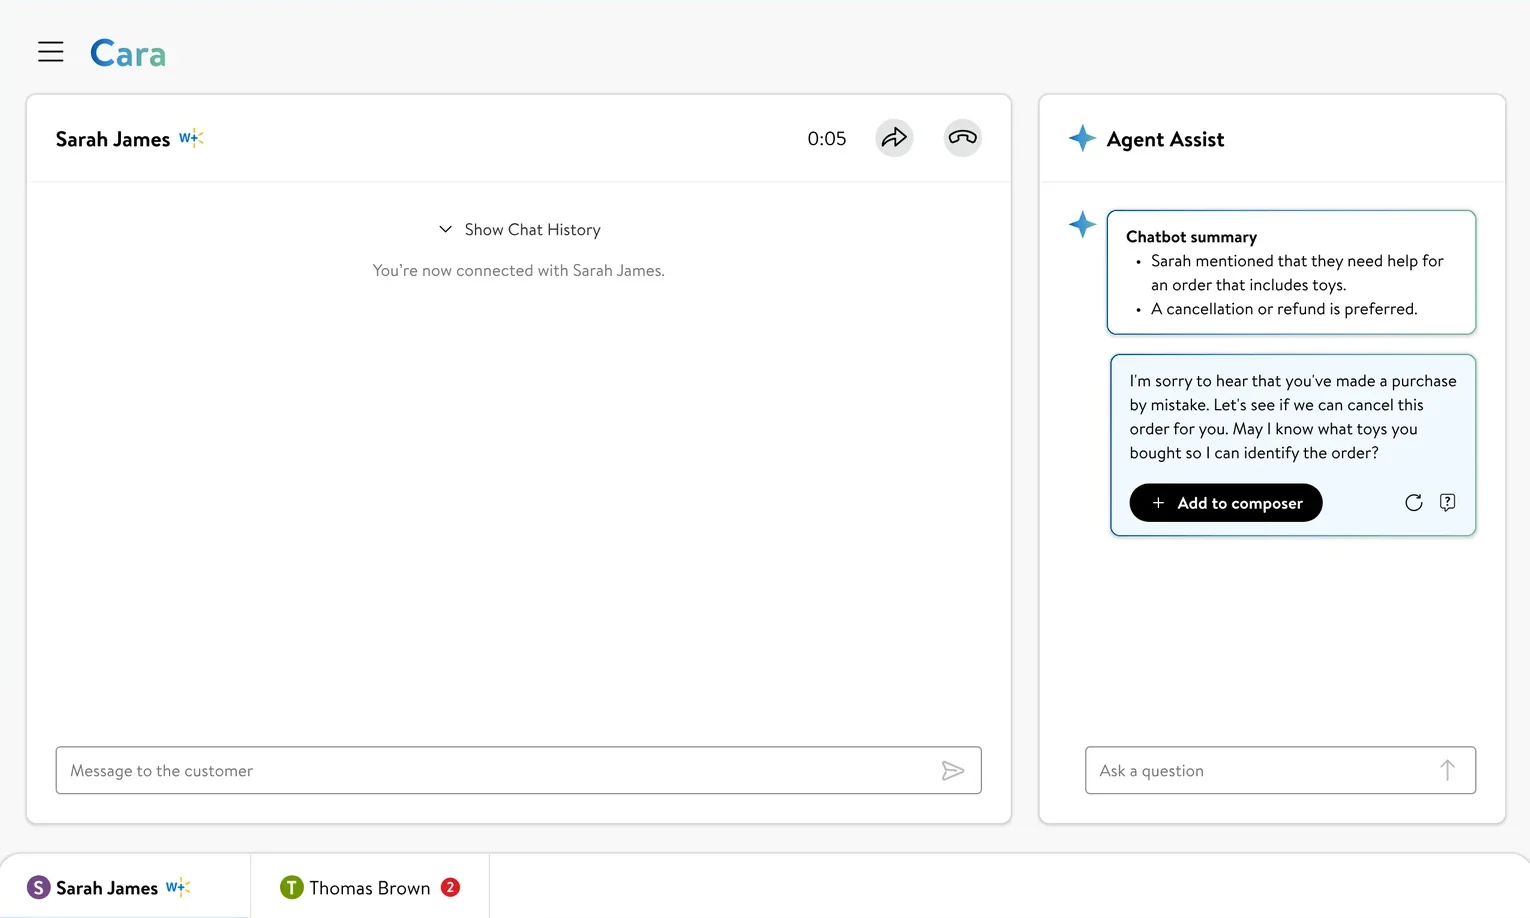 Cara
Sarah James W+
0:05
Show Chat History
You're now connected with Sarah James.
Message to the customer
Agent Assist
Chatbot summary
• Sarah mentioned that they need help for
an order that includes toys.
• A cancellation or refund is preferred.
I'm sorry to hear that you've made a purchase
by mistake. Let's see if we can cancel this
order for you. May I know what toys you
bought so I can identify the order?
+ Add to composer
?
Ask a question
S Sarah James W+
T Thomas Brown 2